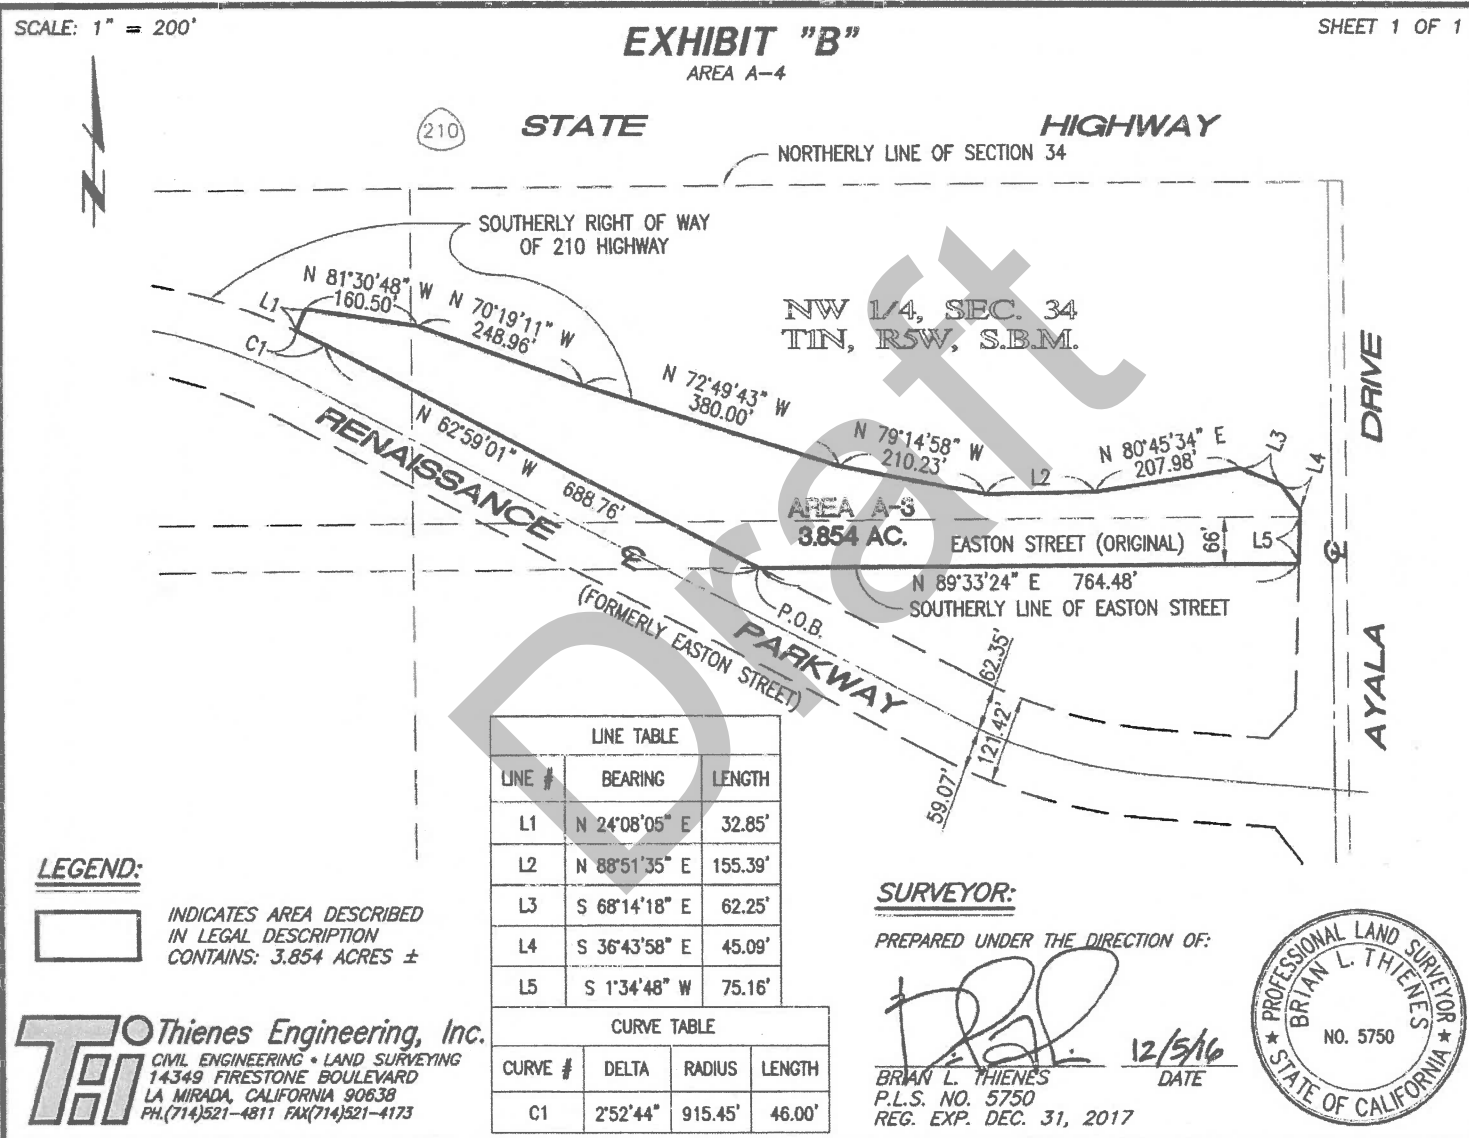 SCALE: 1" = 200'
EXHIBIT "B"
SHEET 1 OF 1
AREA A-4
210
STATE HIGHWAY
NORTHERLY LINE OF SECTION 34
N
SOUTHERLY RIGHT OF WAY
OF 210 HIGHWAY
N 81°30'48" W
160.50'
L1
C1
N 70°19'11" W
248.96'
NW 1/4, SEC. 34
T1N, R5W, S.B.M.
N 72°49'43" W
380.00'
N 79°14'58" W
210.23'
L2
N 80°45'34" E
207.98'
L3
L4
DRIVE
N 62°59'01" W
688.76'
RENAISSANCE
℄
PARKWAY
(FORMERLY EASTON STREET)
AREA A-3
3.854 AC.
EASTON STREET (ORIGINAL)
66'
L5
℄
N 89°33'24" E 764.48'
SOUTHERLY LINE OF EASTON STREET
P.O.B.
62.35'
121.42'
59.07'
AYALA
Draft
LINE TABLE
LINE # BEARING LENGTH
L1 N 24°08'05" E 32.85'
L2 N 88°51'35" E 155.39'
L3 S 68°14'18" E 62.25'
L4 S 36°43'58" E 45.09'
L5 S 1°34'48" W 75.16'
CURVE TABLE
CURVE # DELTA RADIUS LENGTH
C1 2°52'44" 915.45' 46.00'
LEGEND:
INDICATES AREA DESCRIBED
IN LEGAL DESCRIPTION
CONTAINS: 3.854 ACRES ±
Thienes Engineering, Inc.
CIVIL ENGINEERING • LAND SURVEYING
14349 FIRESTONE BOULEVARD
LA MIRADA, CALIFORNIA 90638
PH.(714)521-4811 FAX(714)521-4173
SURVEYOR:
PREPARED UNDER THE DIRECTION OF:
12/5/16
BRIAN L. THIENES DATE
P.L.S. NO. 5750
REG. EXP. DEC. 31, 2017
PROFESSIONAL LAND SURVEYOR
BRIAN L. THIENES
NO. 5750
★ STATE OF CALIFORNIA ★